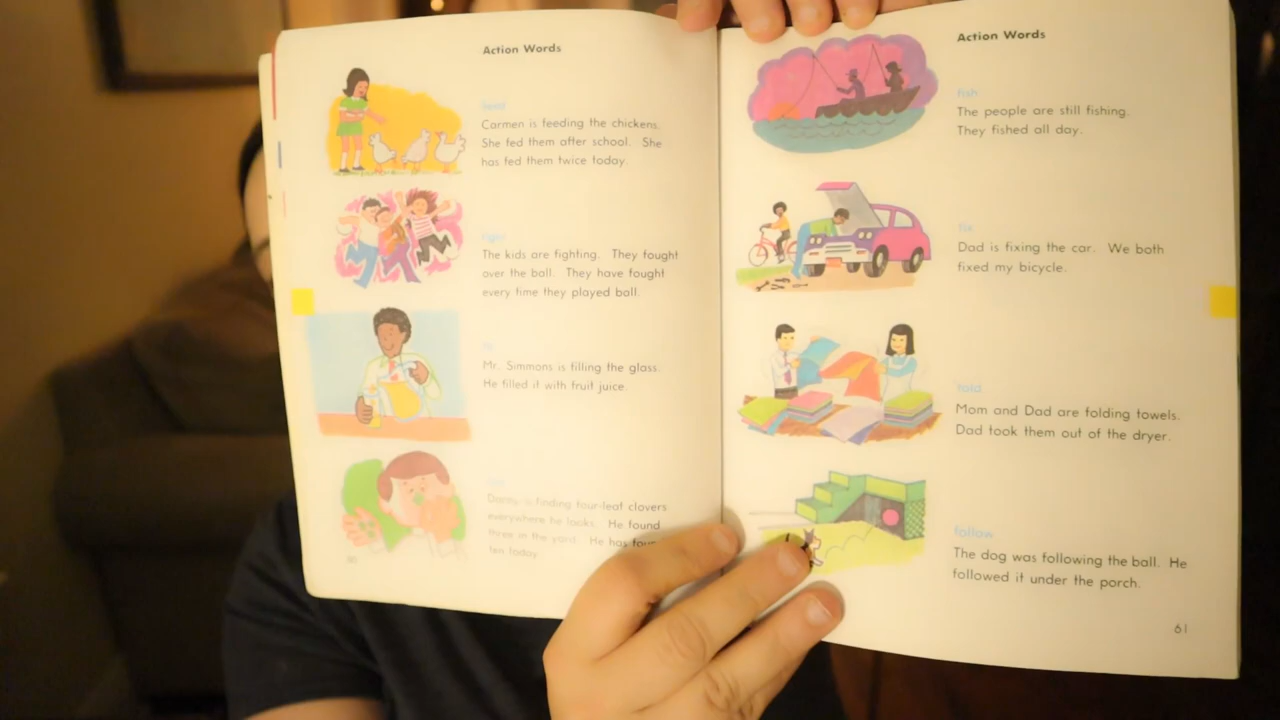 Action Words
feed
Carmen is feeding the chickens.
She fed them after school. She
has fed them twice today.
fight
The kids are fighting. They fought
over the ball. They have fought
every time they played ball.
Mr. Simmons is filling the glass.
He filled it with fruit juice.
is finding four-leaf clovers
everywhere he looks. He found
three in the yard. He has
ten today.
60
Action Words
fish
The people are still fishing.
They fished all day.
fix
Dad is fixing the car. We both
fixed my bicycle.
fold
Mom and Dad are folding towels.
Dad took them out of the dryer.
follow
The dog was following the ball. He
followed it under the porch.
61